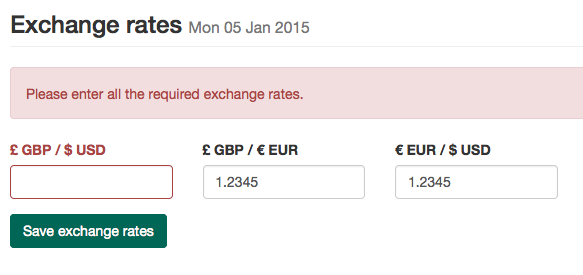 Exchange rates Mon 05 Jan 2015
Please enter all the required exchange rates.
£ GBP / $ USD £ GBP / € EUR € EUR / $ USD
1.2345 1.2345
Save exchange rates